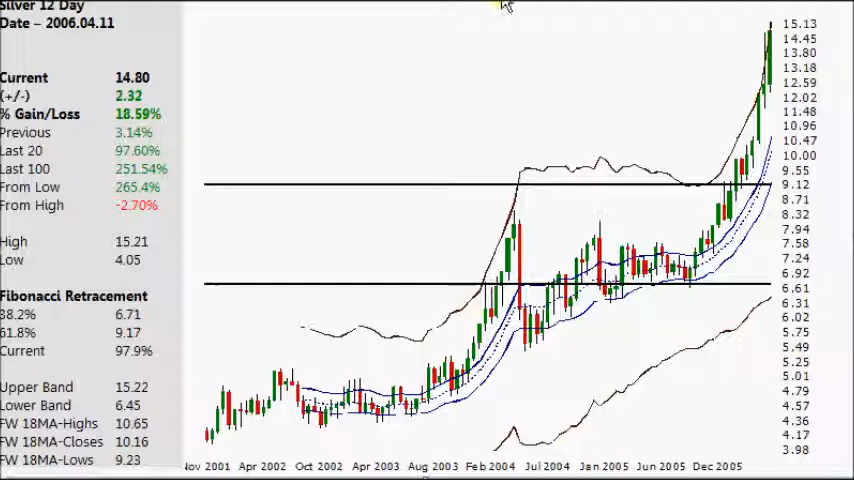 Silver 12 Day
Date – 2006.04.11
Current 14.80
(+/-) 2.32
% Gain/Loss 18.59%
Previous 3.14%
Last 20 97.60%
Last 100 251.54%
From Low 265.4%
From High -2.70%
High 15.21
Low 4.05
Fibonacci Retracement
38.2% 6.71
61.8% 9.17
Current 97.9%
Upper Band 15.22
Lower Band 6.45
FW 18MA-Highs 10.65
FW 18MA-Closes 10.16
FW 18MA-Lows 9.23
15.13
14.45
13.80
13.18
12.59
12.02
11.48
10.96
10.47
10.00
9.55
9.12
8.71
8.32
7.94
7.58
7.24
6.92
6.61
6.31
6.02
5.75
5.49
5.25
5.01
4.79
4.57
4.36
4.17
3.98
Nov 2001 Apr 2002 Oct 2002 Apr 2003 Aug 2003 Feb 2004 Jul 2004 Jan 2005 Jun 2005 Dec 2005